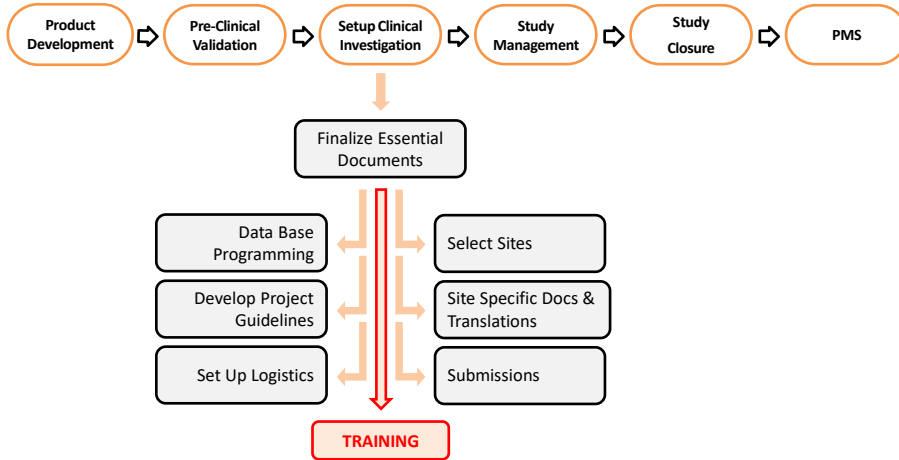 Product
Development
Pre-Clinical
Validation
Setup Clinical
Investigation
Study
Management
Study
Closure
PMS
Finalize Essential
Documents
Data Base
Programming
Select Sites
Develop Project
Guidelines
Site Specific Docs &
Translations
Set Up Logistics
Submissions
TRAINING